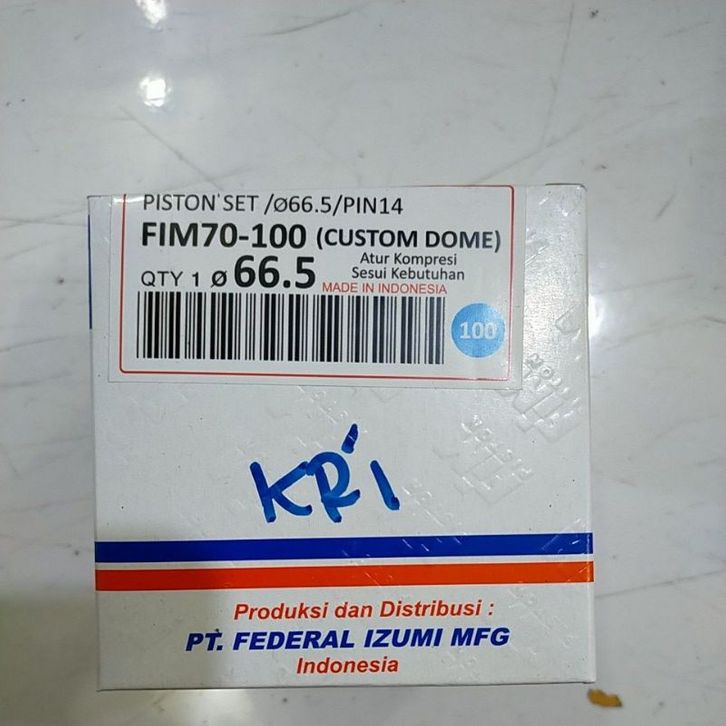 PISTON SET /Ø66.5/PIN14
FIM70-100 (CUSTOM DOME)
QTY 1 Ø 66.5
Atur Kompresi
Sesui Kebutuhan
MADE IN INDONESIA
100
KRI
Produksi dan Distribusi :
PT. FEDERAL IZUMI MFG
Indonesia